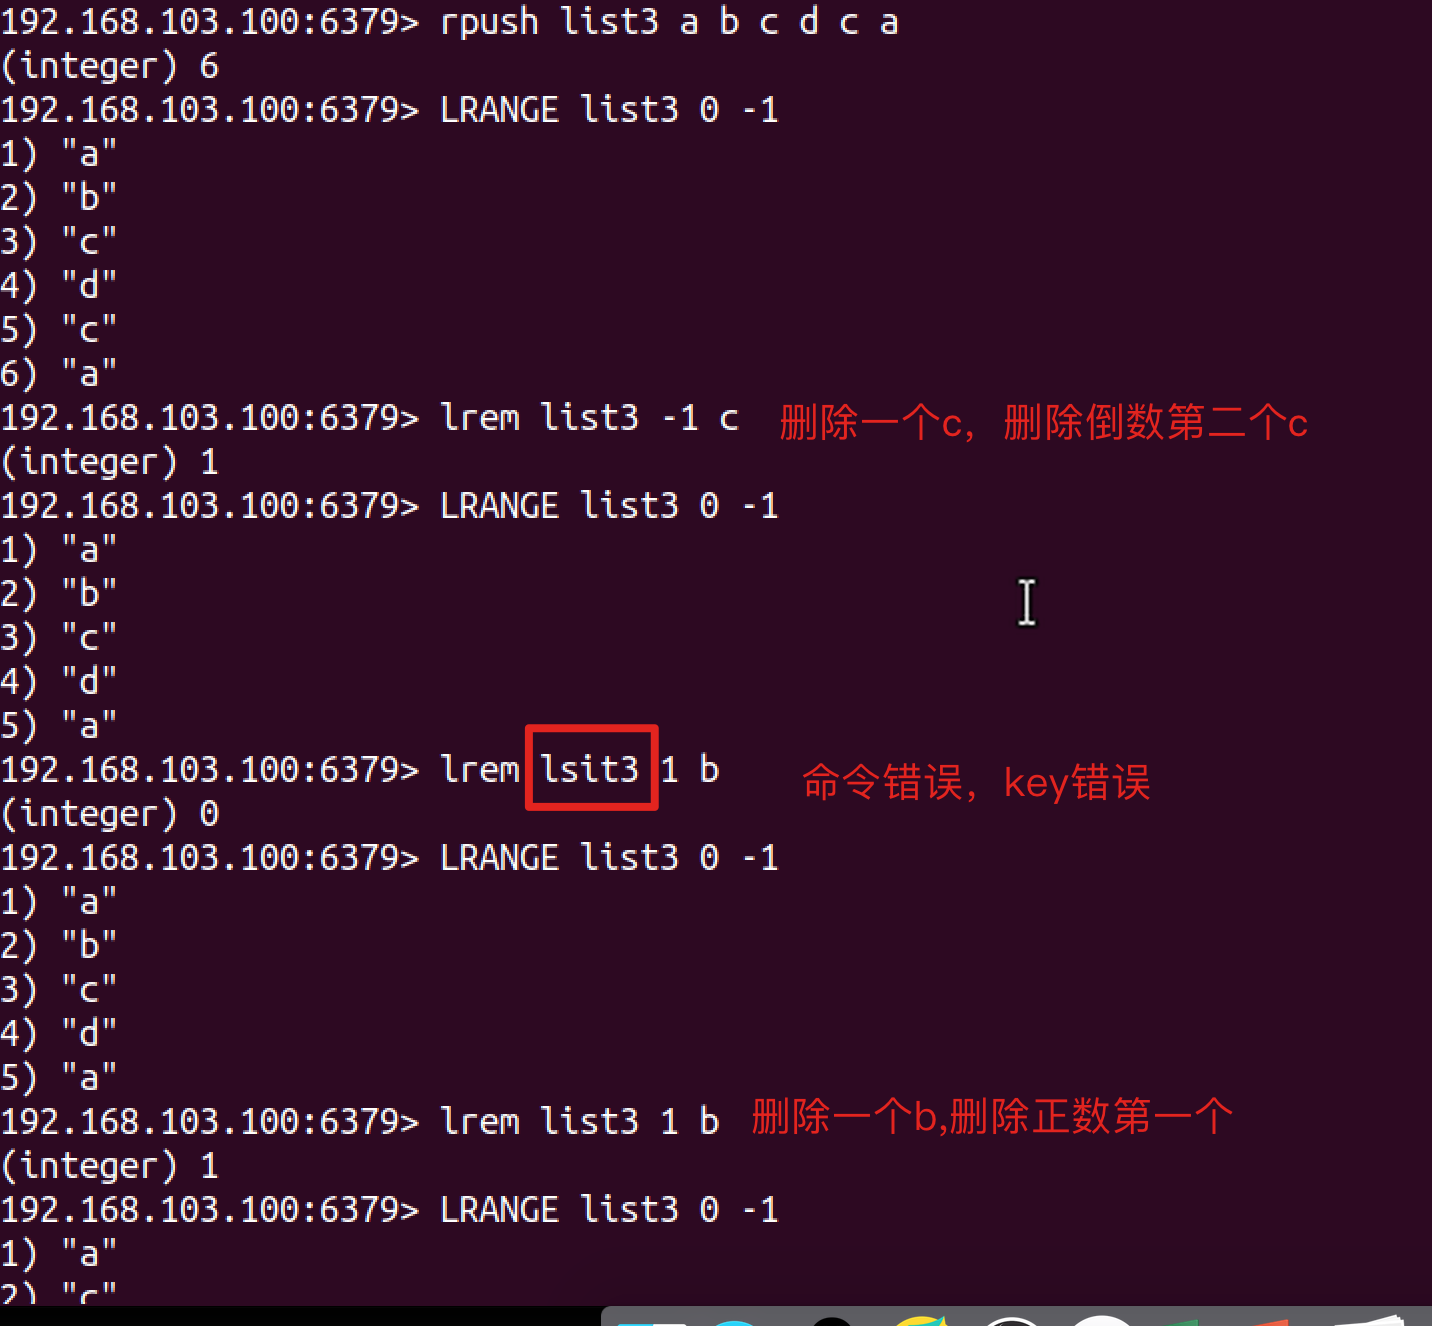 192.168.103.100:6379> rpush list3 a b c d c a
(integer) 6
192.168.103.100:6379> LRANGE list3 0 -1
1) "a"
2) "b"
3) "c"
4) "d"
5) "c"
6) "a"
192.168.103.100:6379> lrem list3 -1 c 删除一个c，删除倒数第二个c
(integer) 1
192.168.103.100:6379> LRANGE list3 0 -1
1) "a"
2) "b"
3) "c"
4) "d"
5) "a"
192.168.103.100:6379> lrem lsit3 1 b 命令错误，key错误
(integer) 0
192.168.103.100:6379> LRANGE list3 0 -1
1) "a"
2) "b"
3) "c"
4) "d"
5) "a"
192.168.103.100:6379> lrem list3 1 b 删除一个b,删除正数第一个
(integer) 1
192.168.103.100:6379> LRANGE list3 0 -1
1) "a"
2) "c"